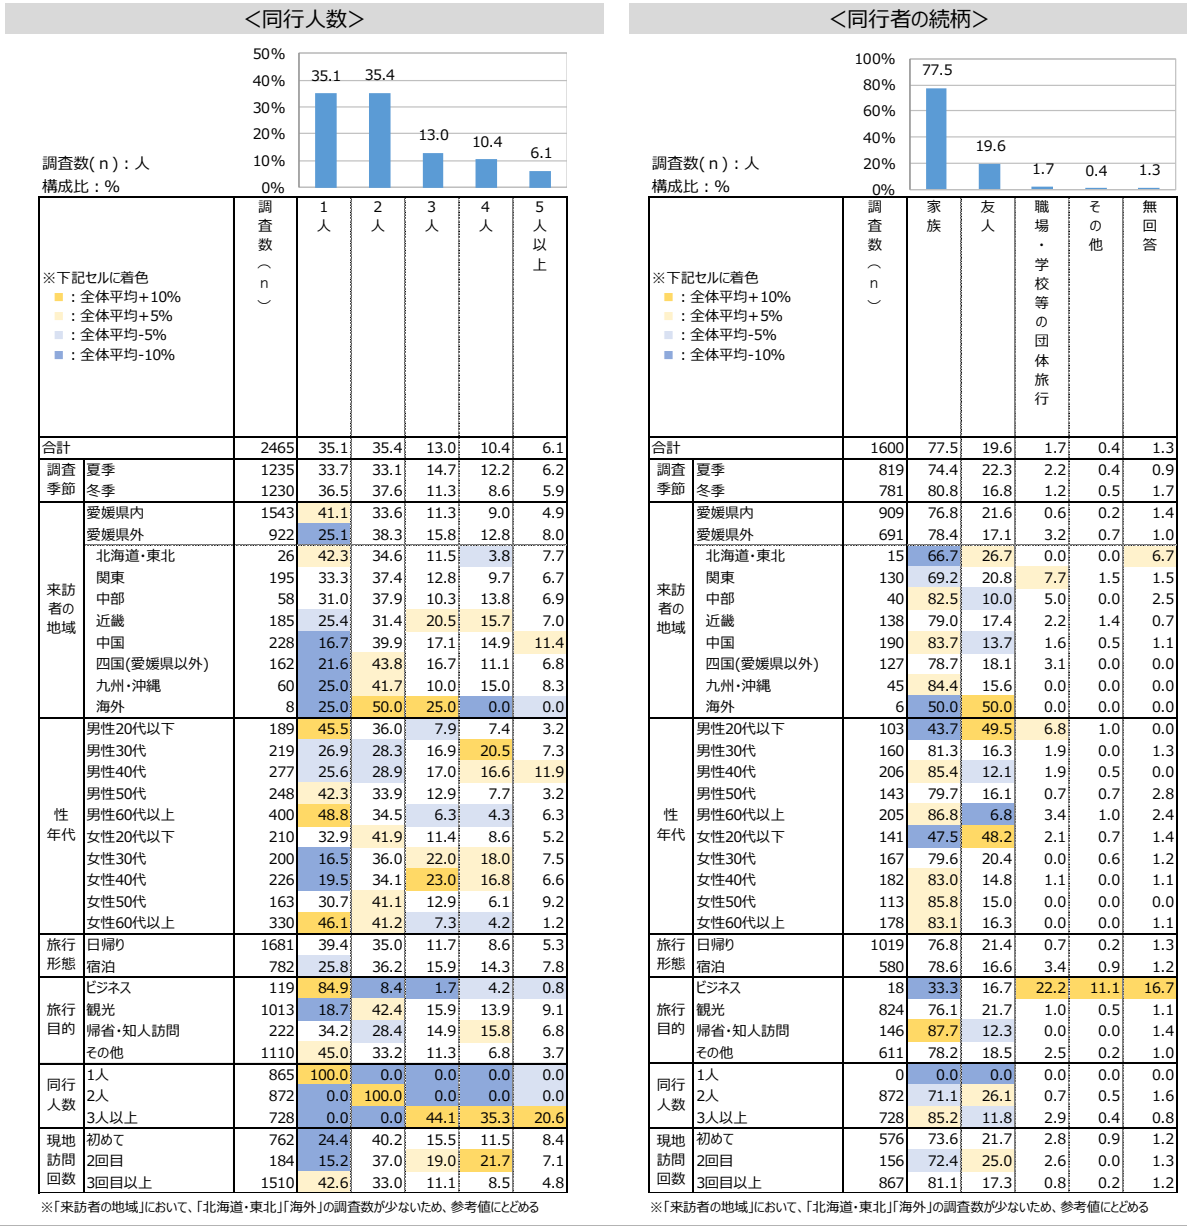 <同行人数>
50%
40%
30%
20%
10%
0%
35.1
35.4
13.0
10.4
6.1
調査数(ｎ)：人
構成比：%
調査数（ｎ）
1人
2人
3人
4人
5人以上
※下記セルに着色
■：全体平均+10%
■：全体平均+5%
■：全体平均-5%
■：全体平均-10%
合計 2465 35.1 35.4 13.0 10.4 6.1
調査季節
夏季 1235 33.7 33.1 14.7 12.2 6.2
冬季 1230 36.5 37.6 11.3 8.6 5.9
来訪者の地域
愛媛県内 1543 41.1 33.6 11.3 9.0 4.9
愛媛県外 922 25.1 38.3 15.8 12.8 8.0
北海道・東北 26 42.3 34.6 11.5 3.8 7.7
関東 195 33.3 37.4 12.8 9.7 6.7
中部 58 31.0 37.9 10.3 13.8 6.9
近畿 185 25.4 31.4 20.5 15.7 7.0
中国 228 16.7 39.9 17.1 14.9 11.4
四国(愛媛県以外) 162 21.6 43.8 16.7 11.1 6.8
九州・沖縄 60 25.0 41.7 10.0 15.0 8.3
海外 8 25.0 50.0 25.0 0.0 0.0
性年代
男性20代以下 189 45.5 36.0 7.9 7.4 3.2
男性30代 219 26.9 28.3 16.9 20.5 7.3
男性40代 277 25.6 28.9 17.0 16.6 11.9
男性50代 248 42.3 33.9 12.9 7.7 3.2
男性60代以上 400 48.8 34.5 6.3 4.3 6.3
女性20代以下 210 32.9 41.9 11.4 8.6 5.2
女性30代 200 16.5 36.0 22.0 18.0 7.5
女性40代 226 19.5 34.1 23.0 16.8 6.6
女性50代 163 30.7 41.1 12.9 6.1 9.2
女性60代以上 330 46.1 41.2 7.3 4.2 1.2
旅行形態
日帰り 1681 39.4 35.0 11.7 8.6 5.3
宿泊 782 25.8 36.2 15.9 14.3 7.8
旅行目的
ビジネス 119 84.9 8.4 1.7 4.2 0.8
観光 1013 18.7 42.4 15.9 13.9 9.1
帰省・知人訪問 222 34.2 28.4 14.9 15.8 6.8
その他 1110 45.0 33.2 11.3 6.8 3.7
同行人数
1人 865 100.0 0.0 0.0 0.0 0.0
2人 872 0.0 100.0 0.0 0.0 0.0
3人以上 728 0.0 0.0 44.1 35.3 20.6
現地訪問回数
初めて 762 24.4 40.2 15.5 11.5 8.4
2回目 184 15.2 37.0 19.0 21.7 7.1
3回目以上 1510 42.6 33.0 11.1 8.5 4.8
※「来訪者の地域」において、「北海道・東北」「海外」の調査数が少ないため、参考値にとどめる
<同行者の続柄>
100%
80%
60%
40%
20%
0%
77.5
19.6
1.7
0.4
1.3
調査数(ｎ)：人
構成比：%
調査数（ｎ）
家族
友人
職場・学校等の団体旅行
その他
無回答
※下記セルに着色
■：全体平均+10%
■：全体平均+5%
■：全体平均-5%
■：全体平均-10%
合計 1600 77.5 19.6 1.7 0.4 1.3
調査季節
夏季 819 74.4 22.3 2.2 0.4 0.9
冬季 781 80.8 16.8 1.2 0.5 1.7
来訪者の地域
愛媛県内 909 76.8 21.6 0.6 0.2 1.4
愛媛県外 691 78.4 17.1 3.2 0.7 1.0
北海道・東北 15 66.7 26.7 0.0 0.0 6.7
関東 130 69.2 20.8 7.7 1.5 1.5
中部 40 82.5 10.0 5.0 0.0 2.5
近畿 138 79.0 17.4 2.2 1.4 0.7
中国 190 83.7 13.7 1.6 0.5 1.1
四国(愛媛県以外) 127 78.7 18.1 3.1 0.0 0.0
九州・沖縄 45 84.4 15.6 0.0 0.0 0.0
海外 6 50.0 50.0 0.0 0.0 0.0
性年代
男性20代以下 103 43.7 49.5 6.8 1.0 0.0
男性30代 160 81.3 16.3 1.9 0.0 1.3
男性40代 206 85.4 12.1 1.9 0.5 0.0
男性50代 143 79.7 16.1 0.7 0.7 2.8
男性60代以上 205 86.8 6.8 3.4 1.0 2.4
女性20代以下 141 47.5 48.2 2.1 0.7 1.4
女性30代 167 79.6 20.4 0.0 0.6 1.2
女性40代 182 83.0 14.8 1.1 0.0 1.1
女性50代 113 85.8 15.0 0.0 0.0 0.0
女性60代以上 178 83.1 16.3 0.0 0.0 1.1
旅行形態
日帰り 1019 76.8 21.4 0.7 0.2 1.3
宿泊 580 78.6 16.6 3.4 0.9 1.2
旅行目的
ビジネス 18 33.3 16.7 22.2 11.1 16.7
観光 824 76.1 21.7 1.0 0.5 1.1
帰省・知人訪問 146 87.7 12.3 0.0 0.0 1.4
その他 611 78.2 18.5 2.5 0.2 1.0
同行人数
1人 0 0.0 0.0 0.0 0.0 0.0
2人 872 71.1 26.1 0.7 0.5 1.6
3人以上 728 85.2 11.8 2.9 0.4 0.8
現地訪問回数
初めて 576 73.6 21.7 2.8 0.9 1.2
2回目 156 72.4 25.0 2.6 0.0 1.3
3回目以上 867 81.1 17.3 0.8 0.2 1.2
※「来訪者の地域」において、「北海道・東北」「海外」の調査数が少ないため、参考値にとどめる